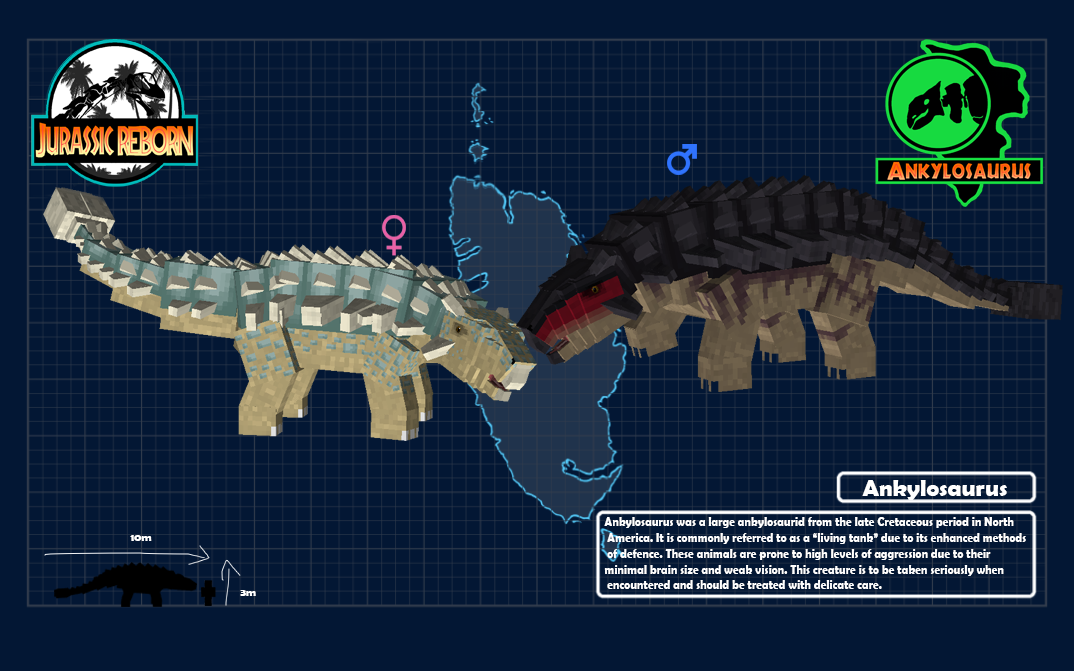 JURASSIC REBORN
ANKYLOSAURUS
Ankylosaurus
Ankylosaurus was a large ankylosaurid from the late Cretaceous period in North
America. It is commonly referred to as a "living tank" due to its enhanced methods
of defence. These animals are prone to high levels of aggression due to their
minimal brain size and weak vision. This creature is to be taken seriously when
encountered and should be treated with delicate care.
10m
3m